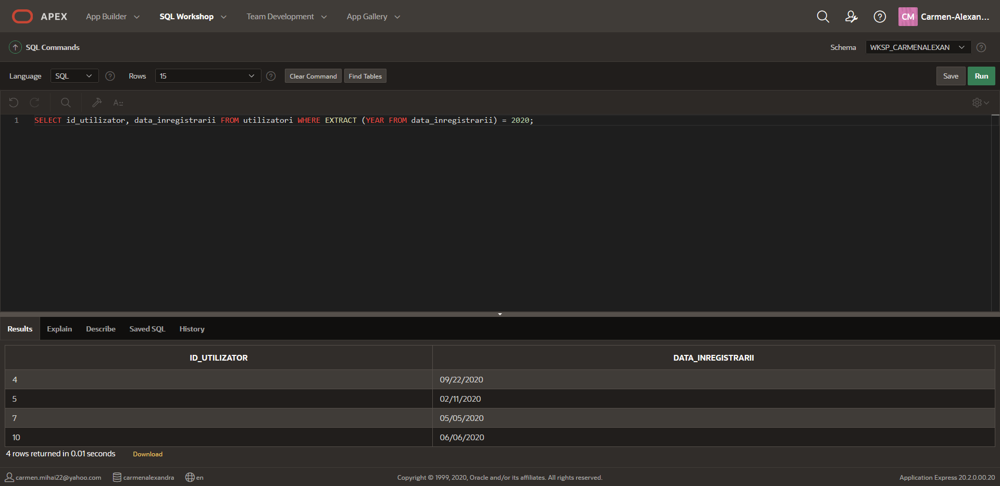 APEX App Builder SQL Workshop Team Development App Gallery CM Carmen-Alexan...
SQL Commands Schema WKSP_CARMENALEXAN
Language SQL Rows 15 Clear Command Find Tables Save Run
A
1 SELECT id_utilizator, data_inregistrarii FROM utilizatori WHERE EXTRACT (YEAR FROM data_inregistrarii) = 2020;
Results Explain Describe Saved SQL History
ID_UTILIZATOR DATA_INREGISTRARII
4 09/22/2020
5 02/11/2020
7 05/05/2020
10 06/06/2020
4 rows returned in 0.01 seconds Download
carmen.mihai22@yahoo.com carmenalexandra en Copyright © 1999, 2020, Oracle and/or its affiliates. All rights reserved. Application Express 20.2.0.00.20